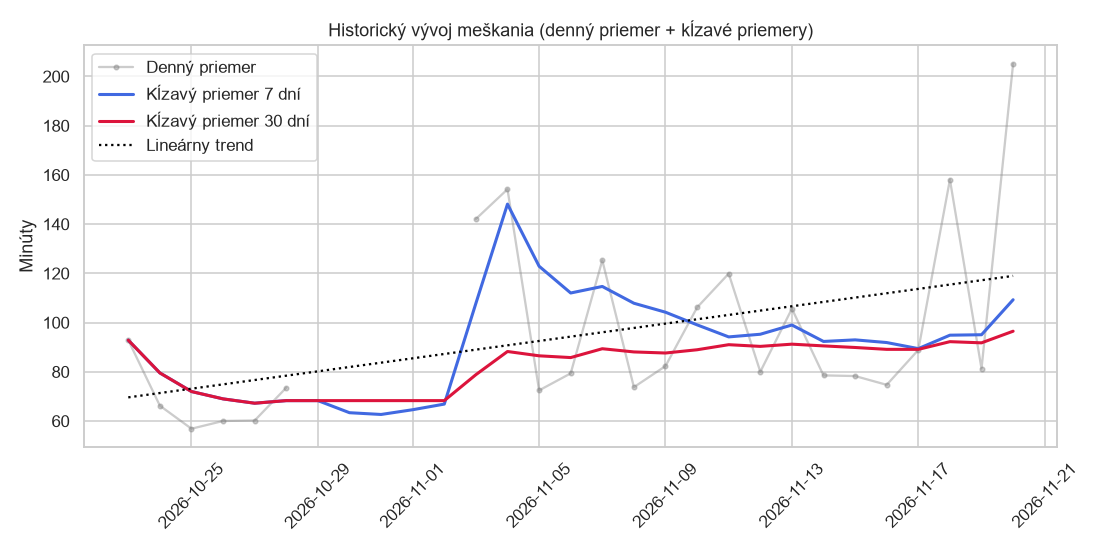 Historický vývoj meškania (denný priemer + kĺzavé priemery)
Denný priemer
Kĺzavý priemer 7 dní
Kĺzavý priemer 30 dní
Lineárny trend
Minúty
200
180
160
140
120
100
80
60
2026-10-25
2026-10-29
2026-11-01
2026-11-05
2026-11-09
2026-11-13
2026-11-17
2026-11-21